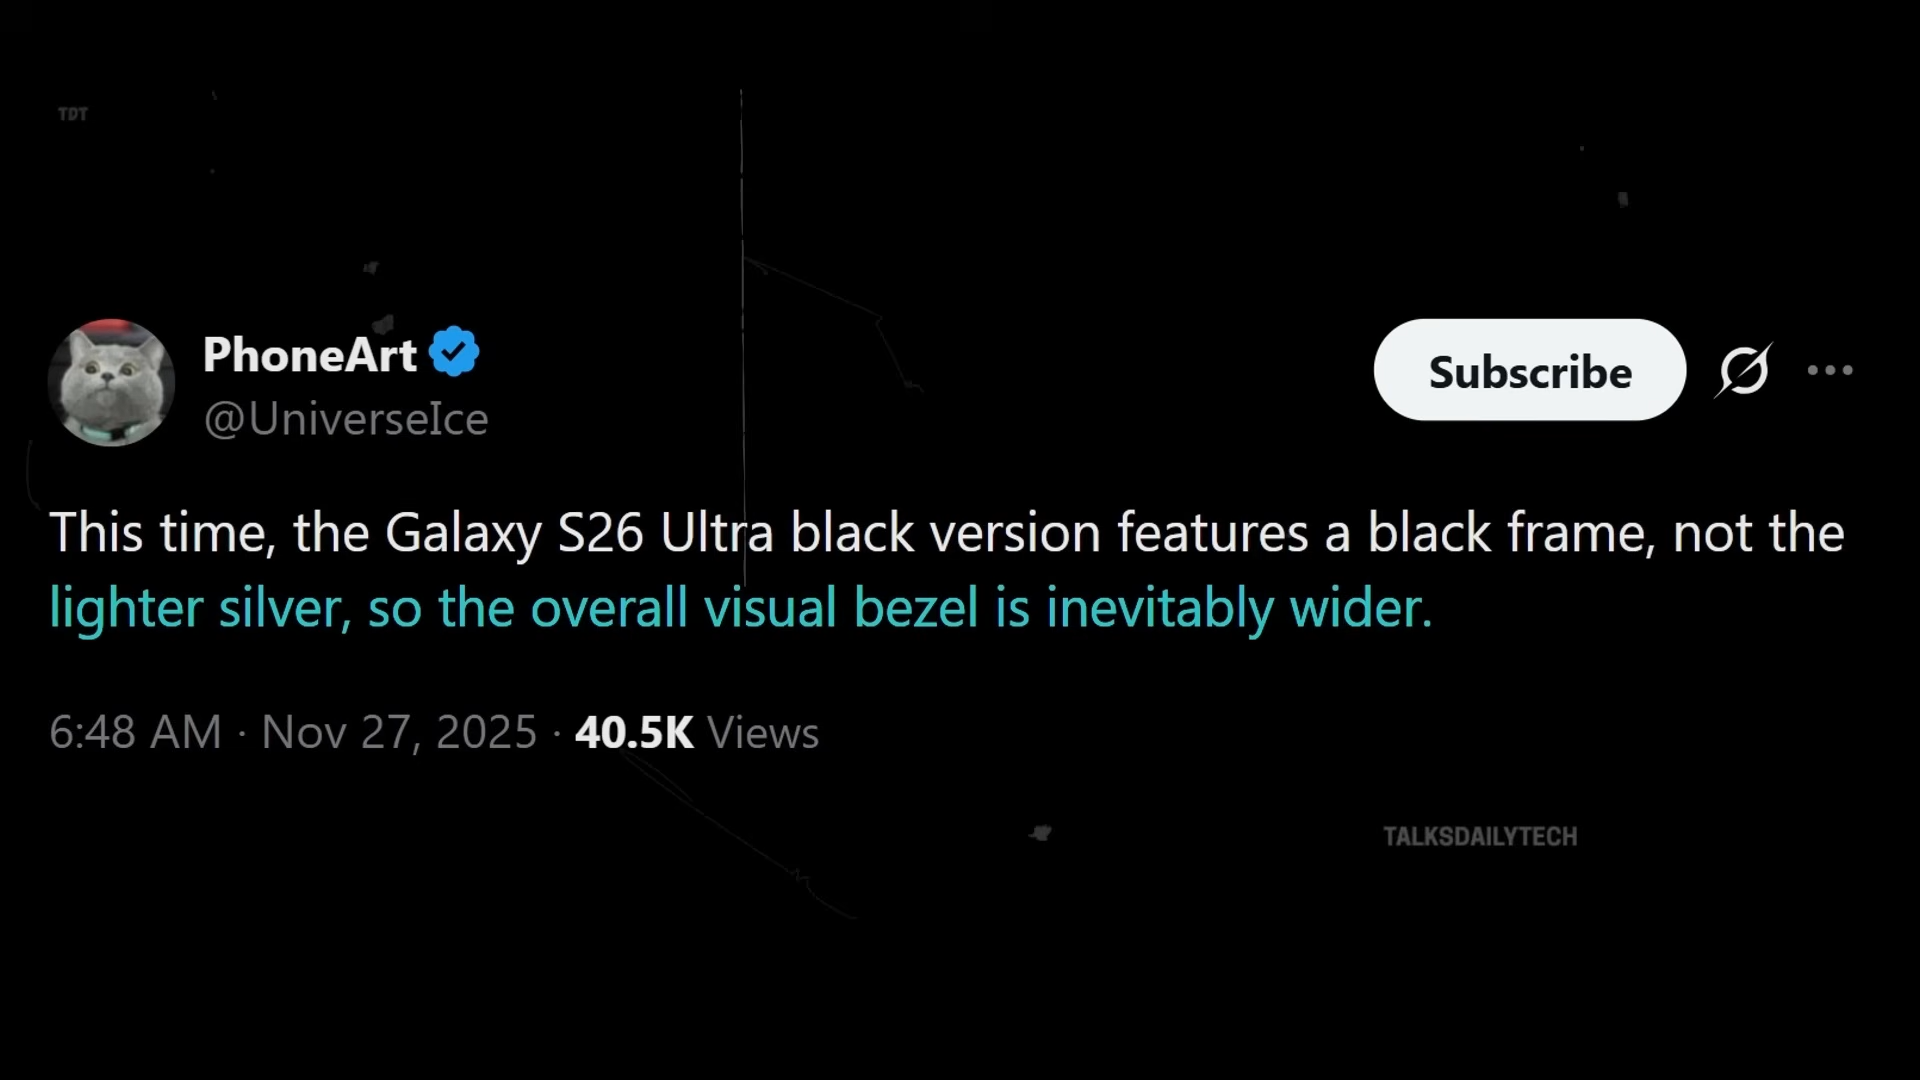 TDT
PhoneArt
@UniverseIce
Subscribe
This time, the Galaxy S26 Ultra black version features a black frame, not the
lighter silver, so the overall visual bezel is inevitably wider.
6:48 AM · Nov 27, 2025 · 40.5K Views
TALKSDAILYTECH